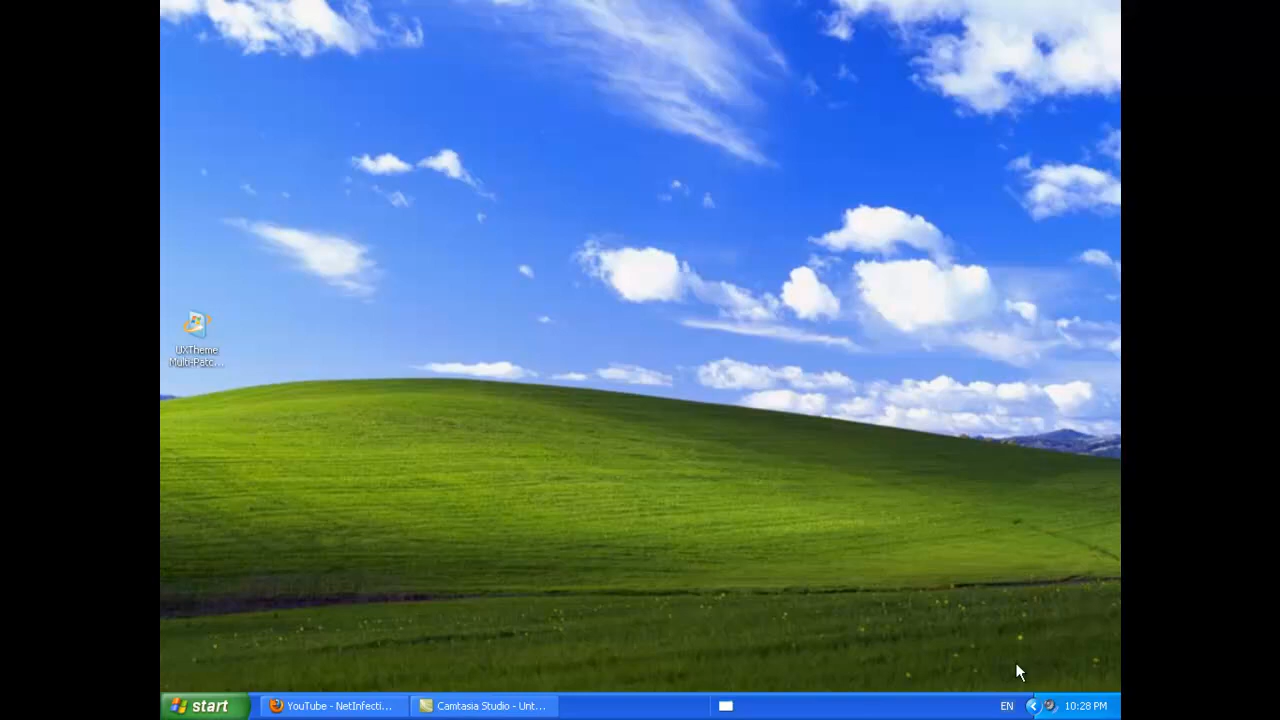 UXTheme
Multi-Patc...
start
YouTube - NetInfecti...
Camtasia Studio - Unt...
EN
10:28 PM